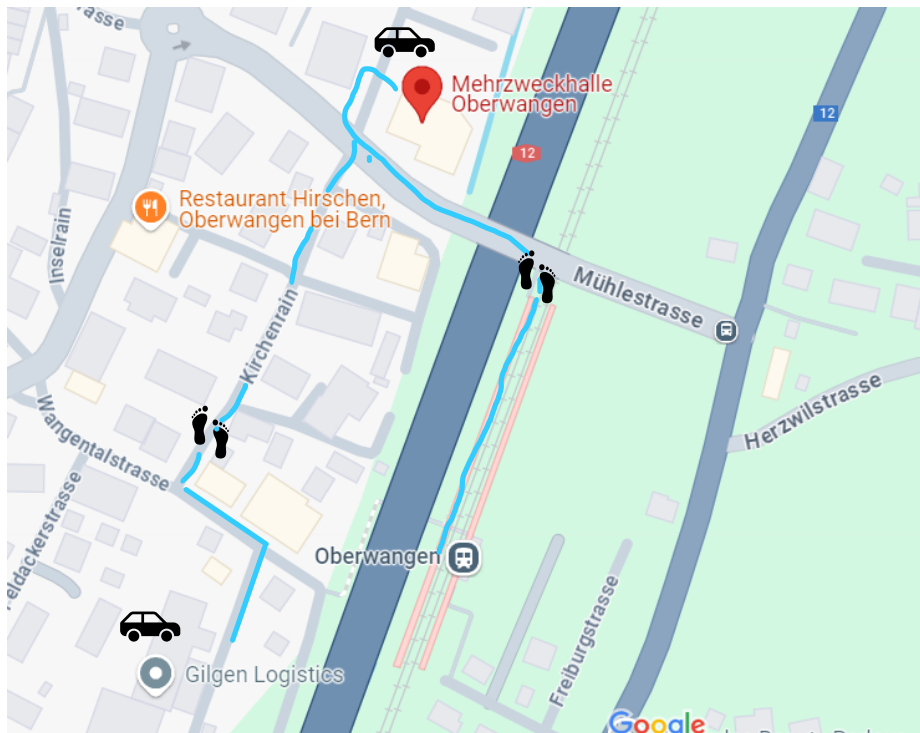 Mehrzweckhalle
Oberwangen
12
12
Restaurant Hirschen,
Oberwangen bei Bern
Inselrain
Mühlestrasse
Kirchenrain
Herzwilstrasse
Wangentalstrasse
Oberwangen
Freiburgstrasse
Gilgen Logistics
Google